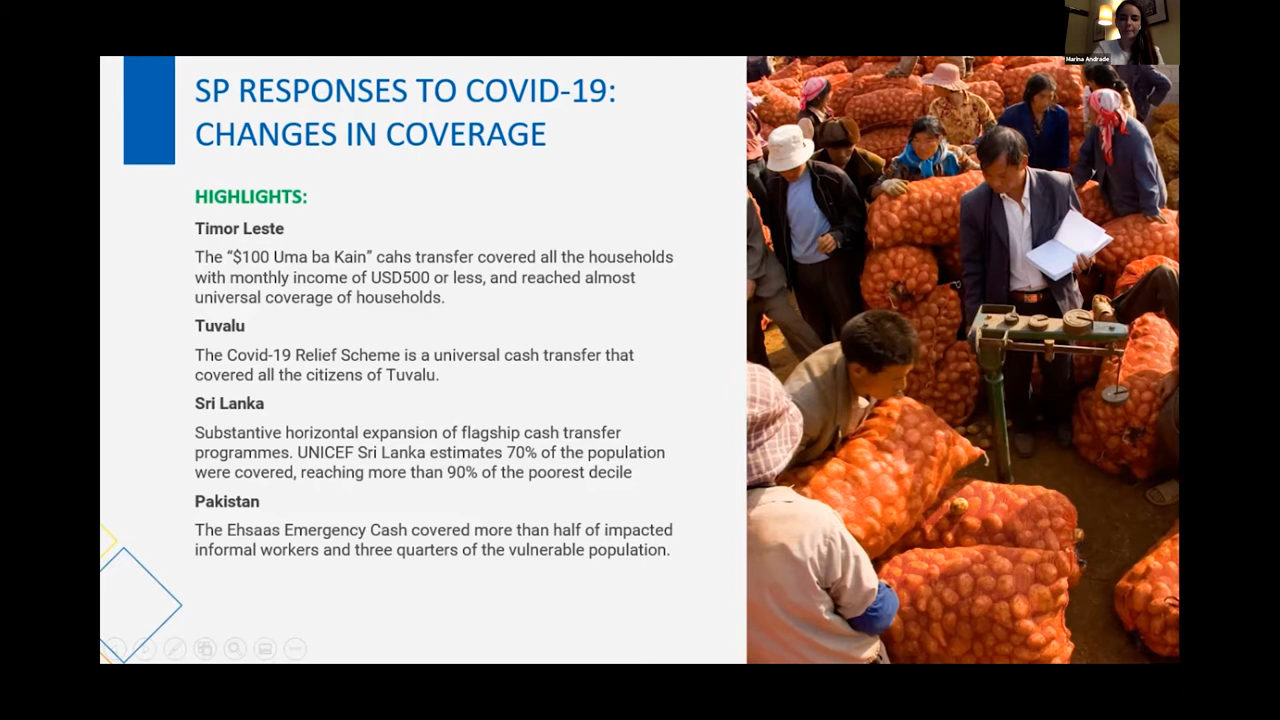 Marina Andrade
SP RESPONSES TO COVID-19:
CHANGES IN COVERAGE
HIGHLIGHTS:
Timor Leste
The “$100 Uma ba Kain” cahs transfer covered all the households
with monthly income of USD500 or less, and reached almost
universal coverage of households.
Tuvalu
The Covid-19 Relief Scheme is a universal cash transfer that
covered all the citizens of Tuvalu.
Sri Lanka
Substantive horizontal expansion of flagship cash transfer
programmes. UNICEF Sri Lanka estimates 70% of the population
were covered, reaching more than 90% of the poorest decile
Pakistan
The Ehsaas Emergency Cash covered more than half of impacted
informal workers and three quarters of the vulnerable population.